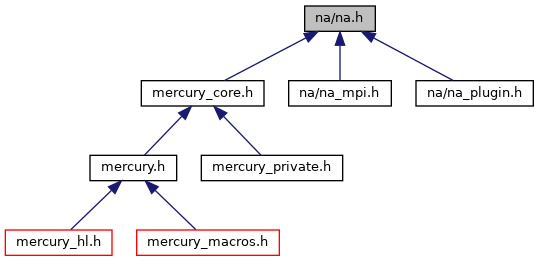 na/na.h
mercury_core.h
na/na_mpi.h
na/na_plugin.h
mercury.h
mercury_private.h
mercury_hl.h
mercury_macros.h